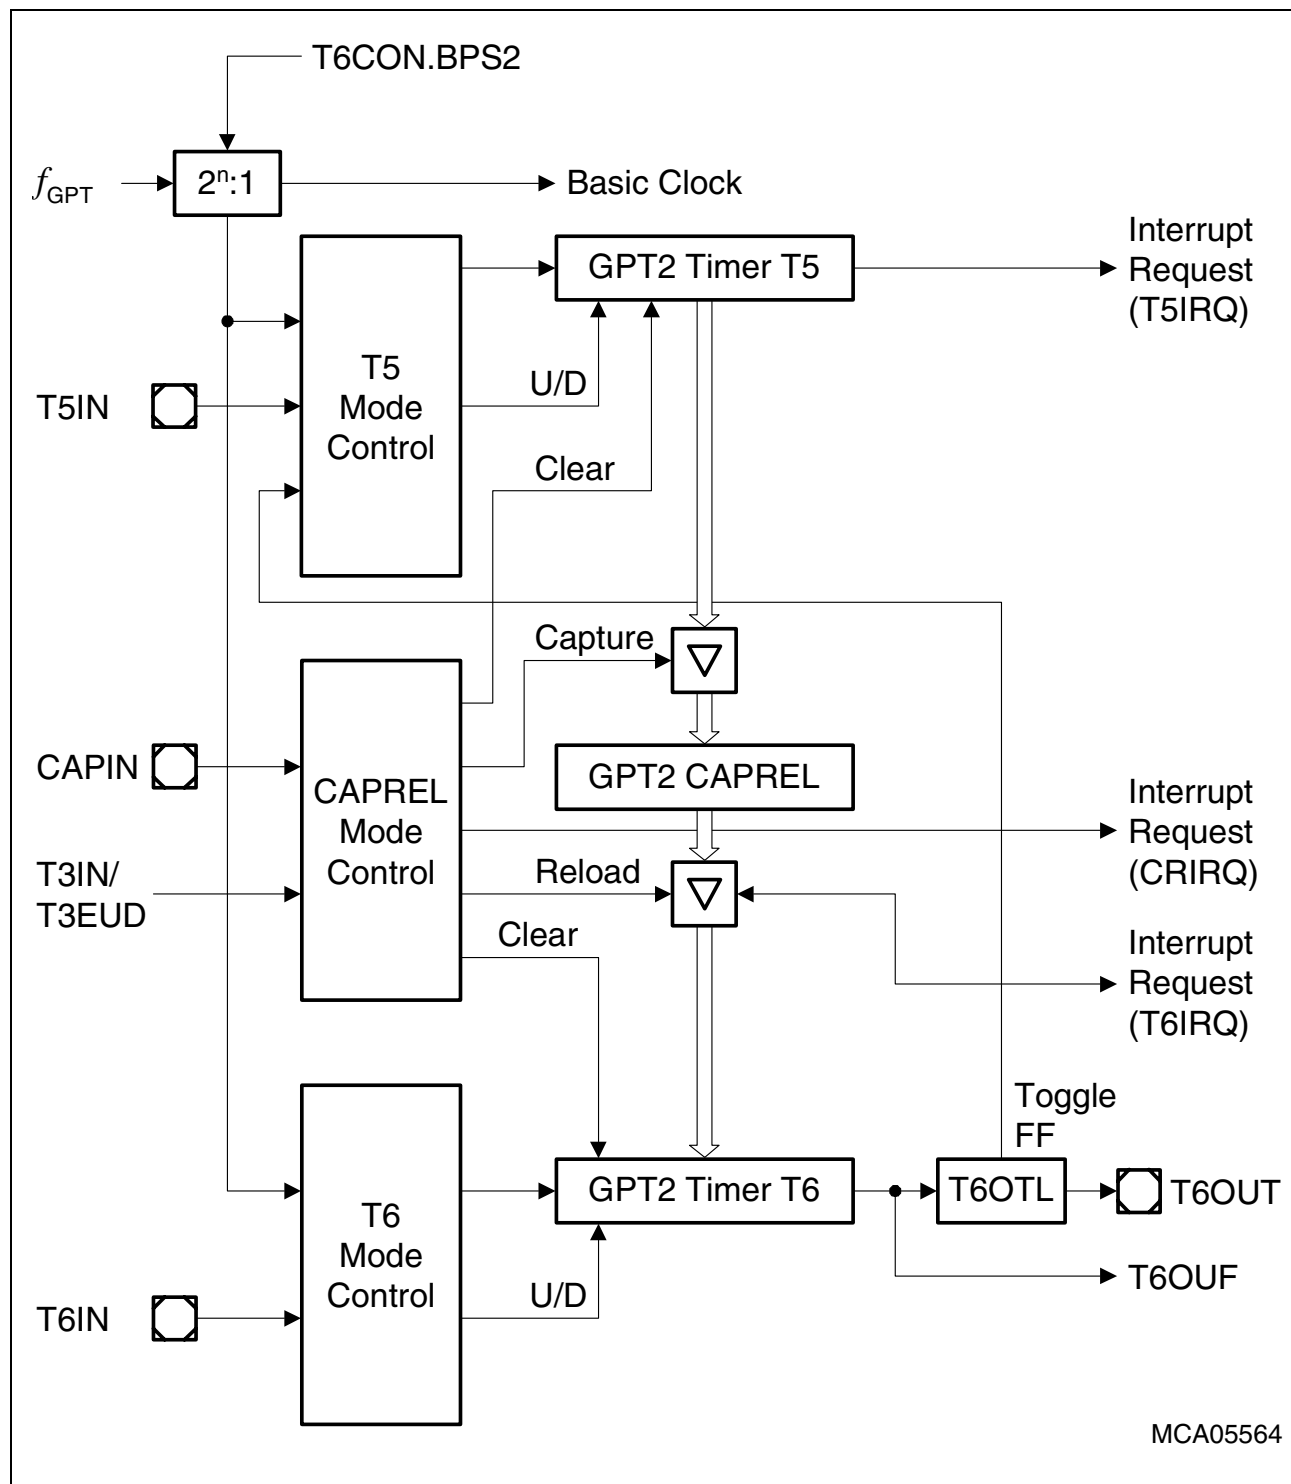 T6CON.BPS2
fGPT
2n:1
Basic Clock
Interrupt
Request
(T5IRQ)
GPT2 Timer T5
T5
Mode
Control
U/D
T5IN
Clear
Capture
CAPREL
Mode
Control
CAPIN
GPT2 CAPREL
Interrupt
Request
(CRIRQ)
T3IN/
T3EUD
Reload
Clear
Interrupt
Request
(T6IRQ)
Toggle
FF
T6
Mode
Control
GPT2 Timer T6
T6OTL
T6OUT
U/D
T6OUF
T6IN
MCA05564